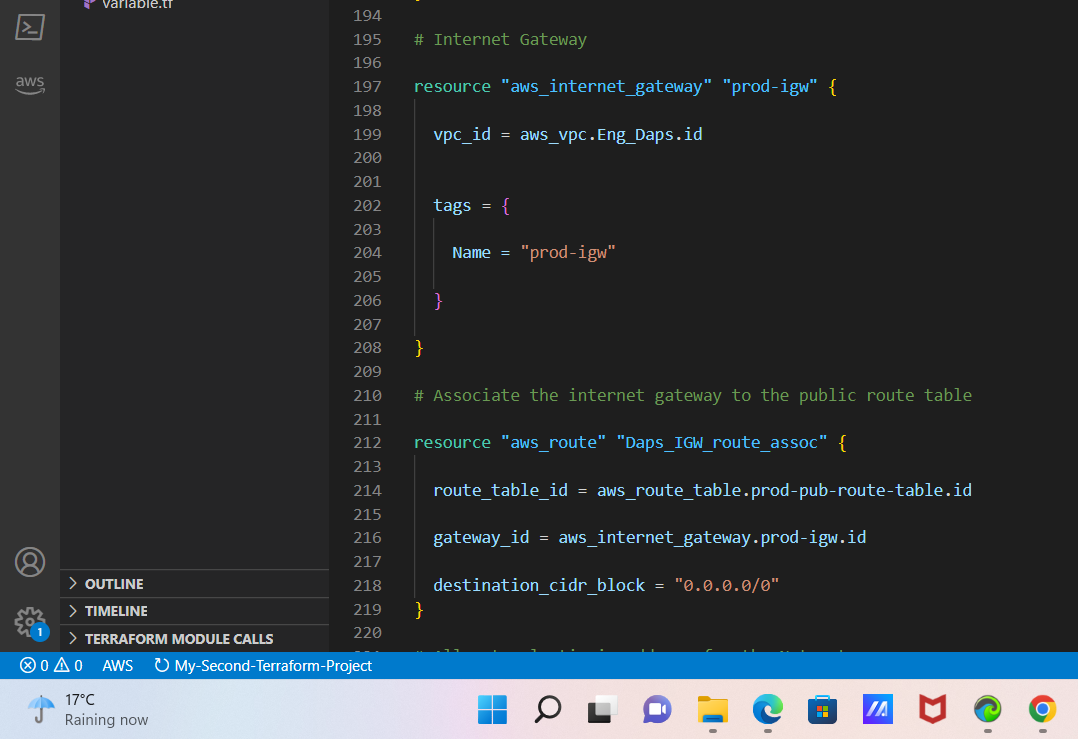 variable.tf
aws
194
195 # Internet Gateway
196
197 resource "aws_internet_gateway" "prod-igw" {
198
199 vpc_id = aws_vpc.Eng_Daps.id
200
201
202 tags = {
203
204 Name = "prod-igw"
205
206 }
207
208 }
209
210 # Associate the internet gateway to the public route table
211
212 resource "aws_route" "Daps_IGW_route_assoc" {
213
214 route_table_id = aws_route_table.prod-pub-route-table.id
215
216 gateway_id = aws_internet_gateway.prod-igw.id
217
218 destination_cidr_block = "0.0.0.0/0"
219 }
220
OUTLINE
TIMELINE
1
TERRAFORM MODULE CALLS
0 0 AWS My-Second-Terraform-Project
17°C
Raining now